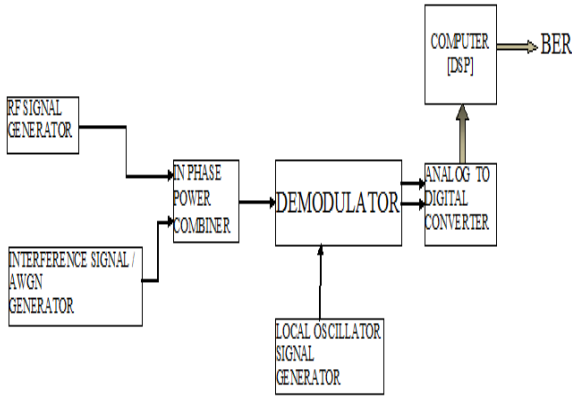 COMPUTER
[DSP]
BER
RF SIGNAL
GENERATOR
IN PHASE
POWER
COMBINER
DEMODULATOR
ANALOG TO
DIGITAL
CONVERTER
INTERFERENCE SIGNAL /
AWGN
GENERATOR
LOCAL OSCILLATOR
SIGNAL
GENERATOR